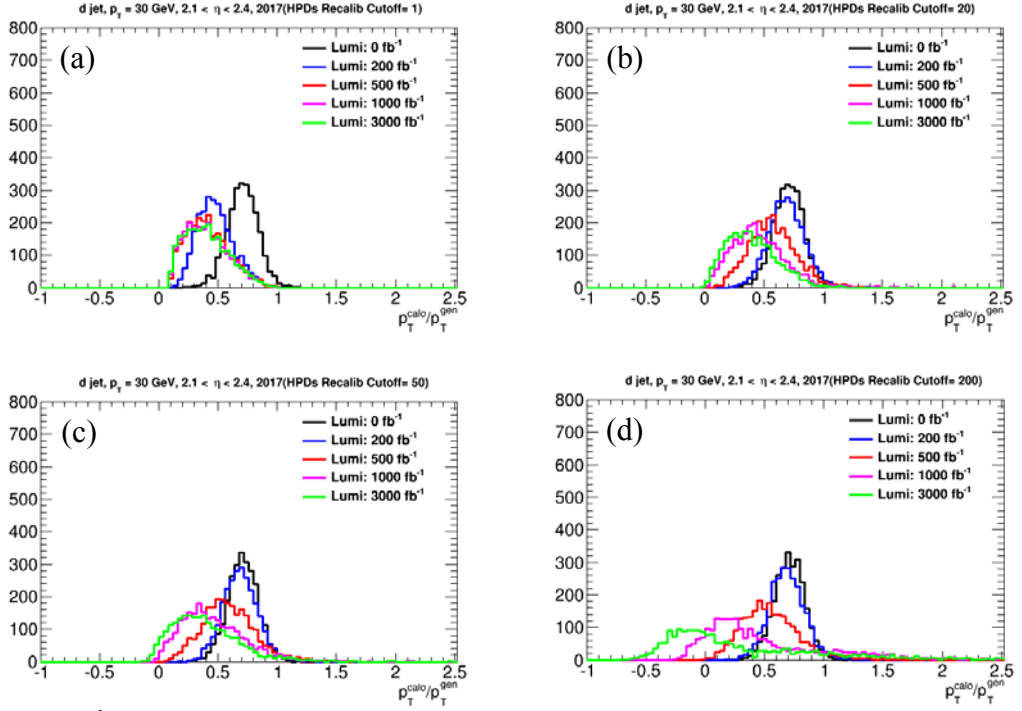 d jet, p_T = 30 GeV, 2.1 < η < 2.4, 2017(HPDs Recalib Cutoff= 1)
(a)
Lumi: 0 fb⁻¹
Lumi: 200 fb⁻¹
Lumi: 500 fb⁻¹
Lumi: 1000 fb⁻¹
Lumi: 3000 fb⁻¹
800
700
600
500
400
300
200
100
0
-1 -0.5 0 0.5 1 1.5 2 2.5
p_T^calo/p_T^gen
d jet, p_T = 30 GeV, 2.1 < η < 2.4, 2017(HPDs Recalib Cutoff= 20)
(b)
Lumi: 0 fb⁻¹
Lumi: 200 fb⁻¹
Lumi: 500 fb⁻¹
Lumi: 1000 fb⁻¹
Lumi: 3000 fb⁻¹
800
700
600
500
400
300
200
100
0
-1 -0.5 0 0.5 1 1.5 2 2.5
p_T^calo/p_T^gen
d jet, p_T = 30 GeV, 2.1 < η < 2.4, 2017(HPDs Recalib Cutoff= 50)
(c)
Lumi: 0 fb⁻¹
Lumi: 200 fb⁻¹
Lumi: 500 fb⁻¹
Lumi: 1000 fb⁻¹
Lumi: 3000 fb⁻¹
800
700
600
500
400
300
200
100
0
-1 -0.5 0 0.5 1 1.5 2 2.5
p_T^calo/p_T^gen
d jet, p_T = 30 GeV, 2.1 < η < 2.4, 2017(HPDs Recalib Cutoff= 200)
(d)
Lumi: 0 fb⁻¹
Lumi: 200 fb⁻¹
Lumi: 500 fb⁻¹
Lumi: 1000 fb⁻¹
Lumi: 3000 fb⁻¹
800
700
600
500
400
300
200
100
0
-1 -0.5 0 0.5 1 1.5 2 2.5
p_T^calo/p_T^gen